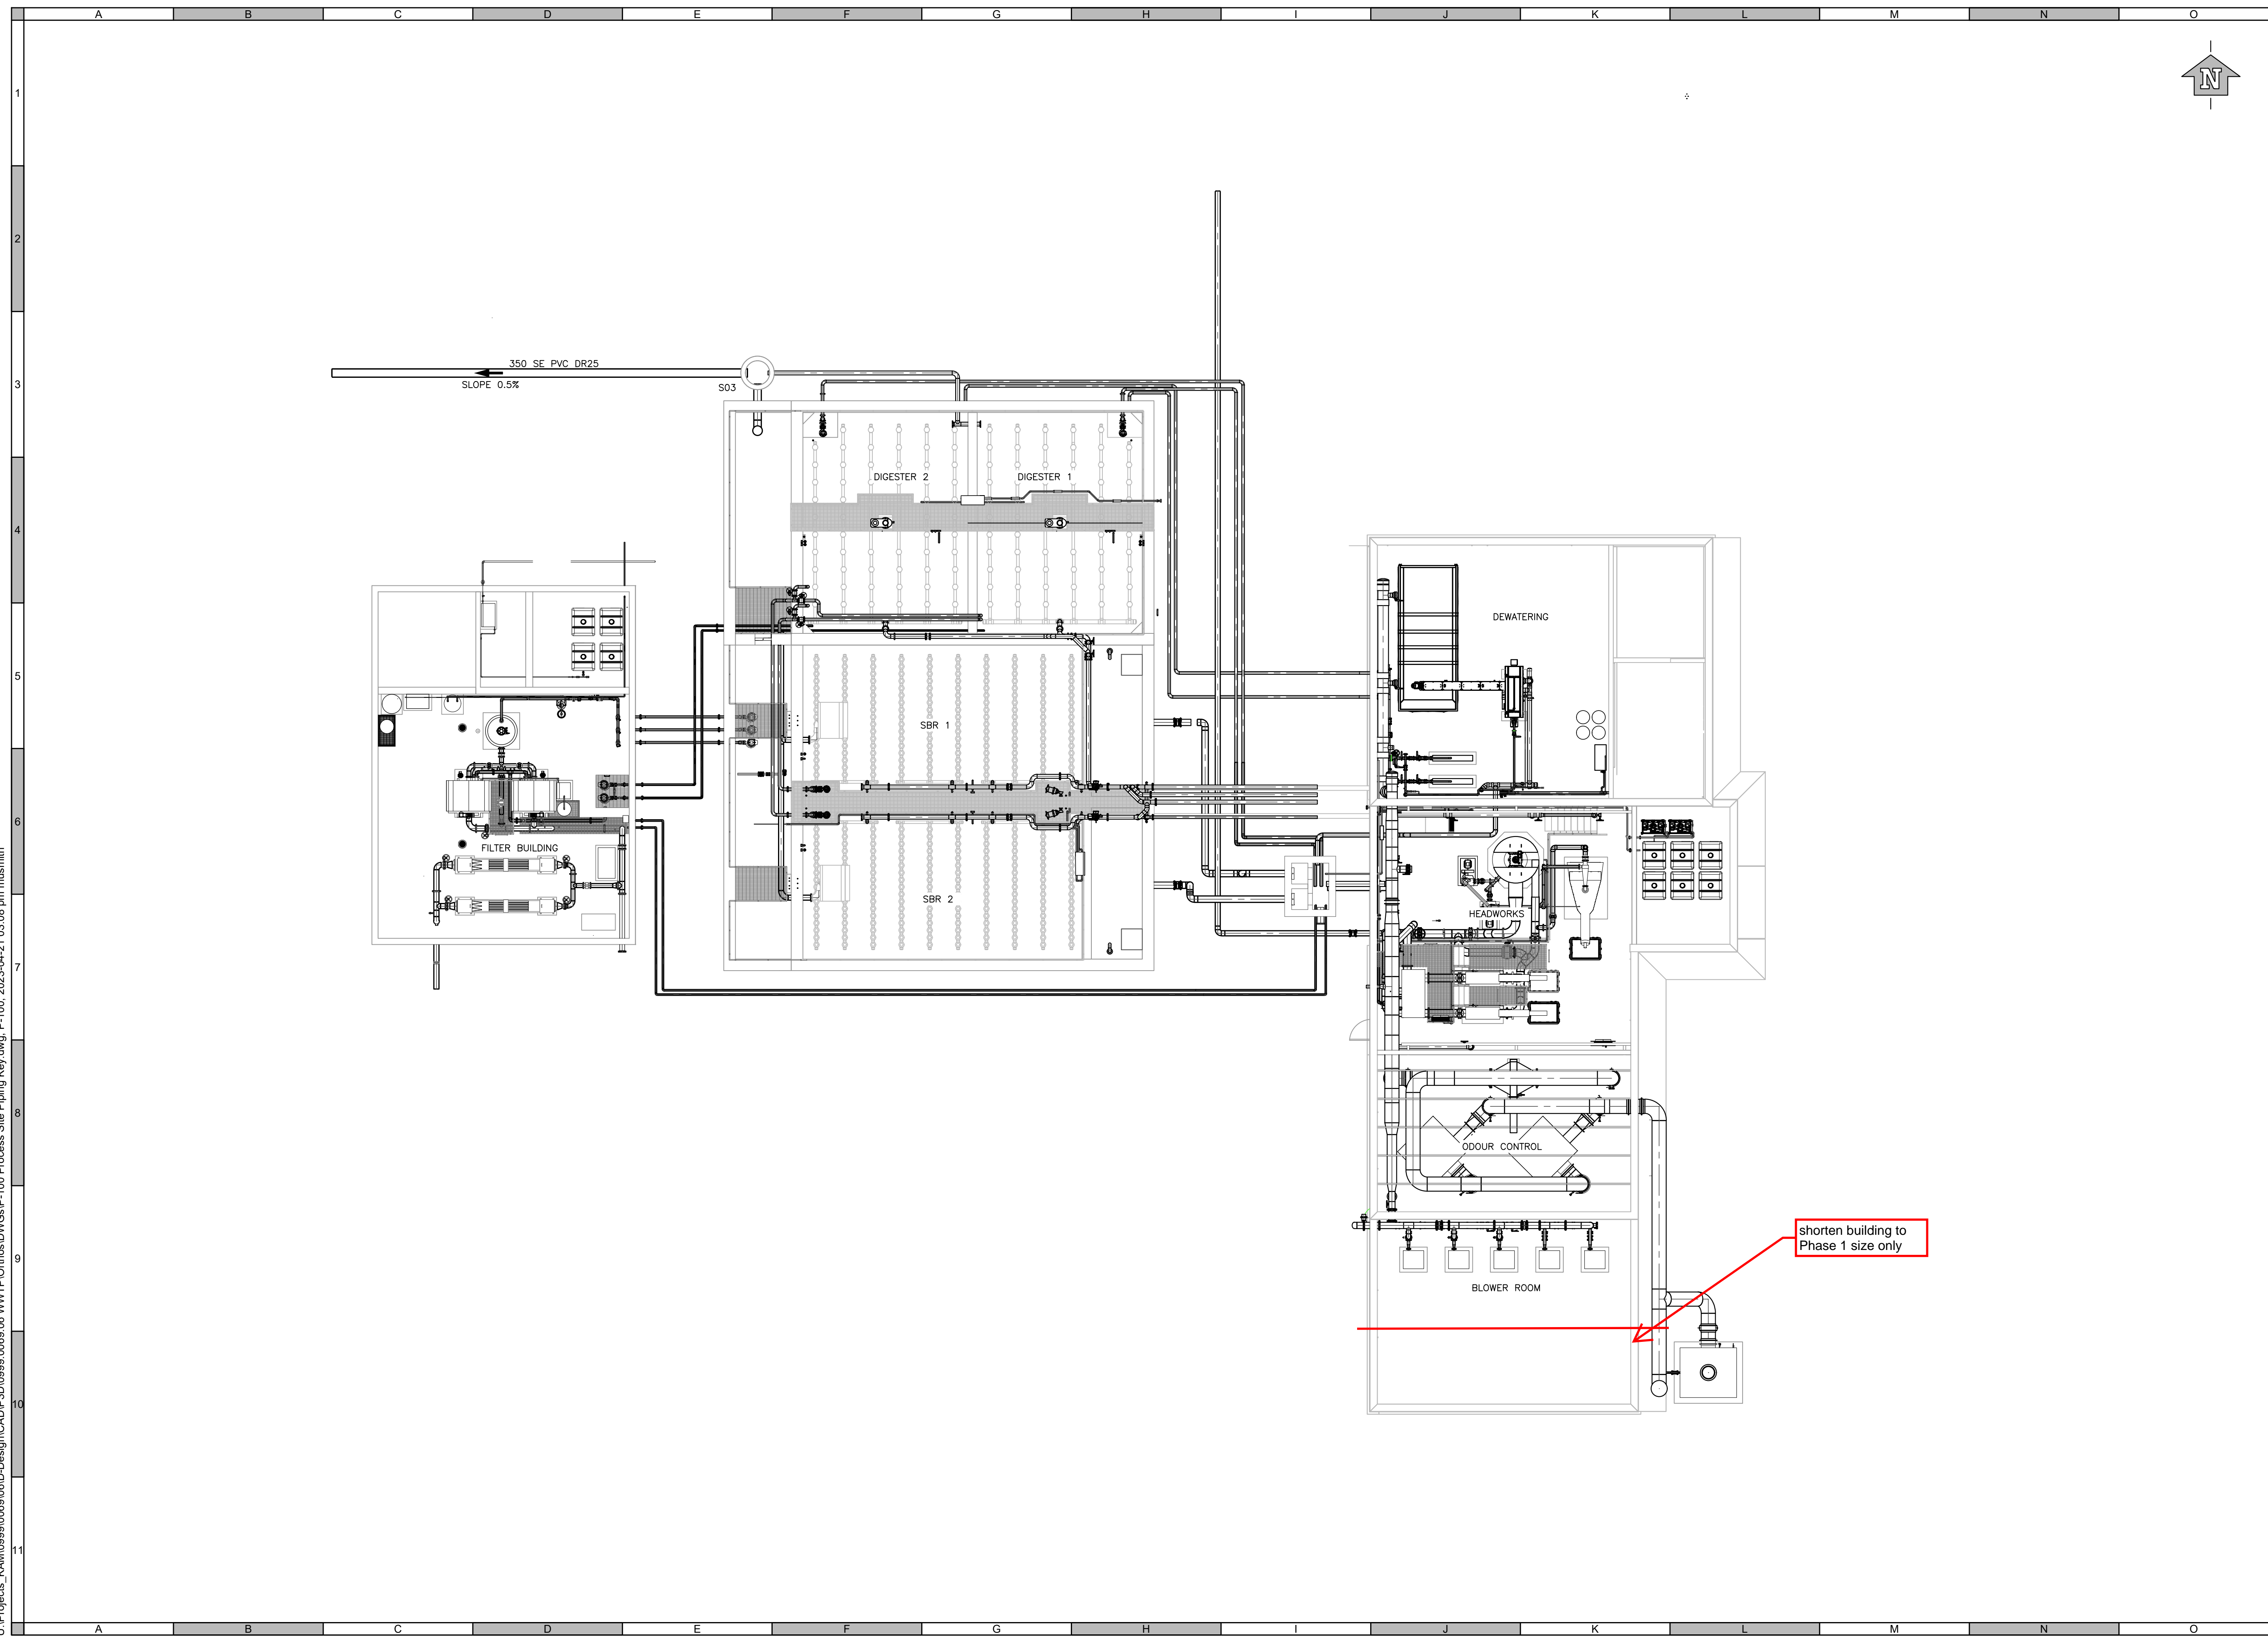 A B C D E F G H I J K L M N O
N
1
2
350 SE PVC DR25
3
SLOPE 0.5%
S03
DIGESTER 2
DIGESTER 1
4
DEWATERING
5
SBR 1
6
FILTER BUILDING
SBR 2
HEADWORKS
7
8
ODOUR CONTROL
shorten building to
Phase 1 size only
9
BLOWER ROOM
10
11
A B C D E F G H I J K L M N O